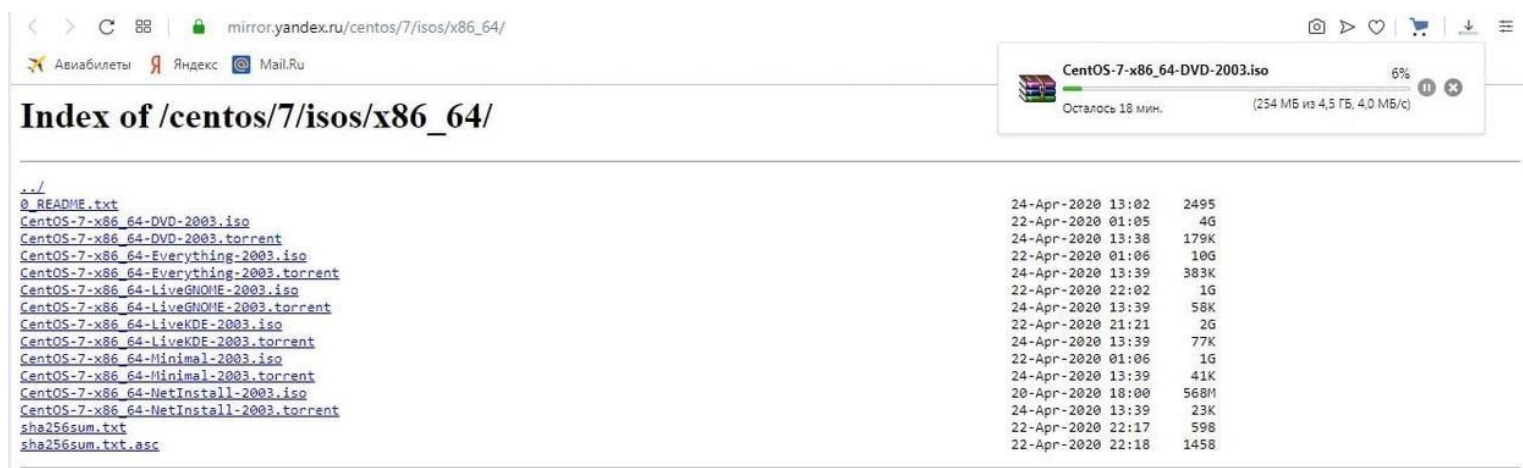 mirror.yandex.ru/centos/7/isos/x86_64/
Авиабилеты Я Яндекс @ Mail.Ru
CentOS-7-x86_64-DVD-2003.iso 6%
Осталось 18 мин. (254 МБ из 4,5 ГБ, 4,0 МБ/с)
Index of /centos/7/isos/x86_64/
../
0_README.txt 24-Apr-2020 13:02 2495
CentOS-7-x86_64-DVD-2003.iso 22-Apr-2020 01:05 4G
CentOS-7-x86_64-DVD-2003.torrent 24-Apr-2020 13:38 179K
CentOS-7-x86_64-Everything-2003.iso 22-Apr-2020 01:06 10G
CentOS-7-x86_64-Everything-2003.torrent 24-Apr-2020 13:39 383K
CentOS-7-x86_64-LiveGNOME-2003.iso 22-Apr-2020 22:02 1G
CentOS-7-x86_64-LiveGNOME-2003.torrent 24-Apr-2020 13:39 58K
CentOS-7-x86_64-LiveKDE-2003.iso 22-Apr-2020 21:21 2G
CentOS-7-x86_64-LiveKDE-2003.torrent 24-Apr-2020 13:39 77K
CentOS-7-x86_64-Minimal-2003.iso 22-Apr-2020 01:06 1G
CentOS-7-x86_64-Minimal-2003.torrent 24-Apr-2020 13:39 41K
CentOS-7-x86_64-NetInstall-2003.iso 20-Apr-2020 18:00 568M
CentOS-7-x86_64-NetInstall-2003.torrent 24-Apr-2020 13:39 23K
sha256sum.txt 22-Apr-2020 22:17 598
sha256sum.txt.asc 22-Apr-2020 22:18 1458